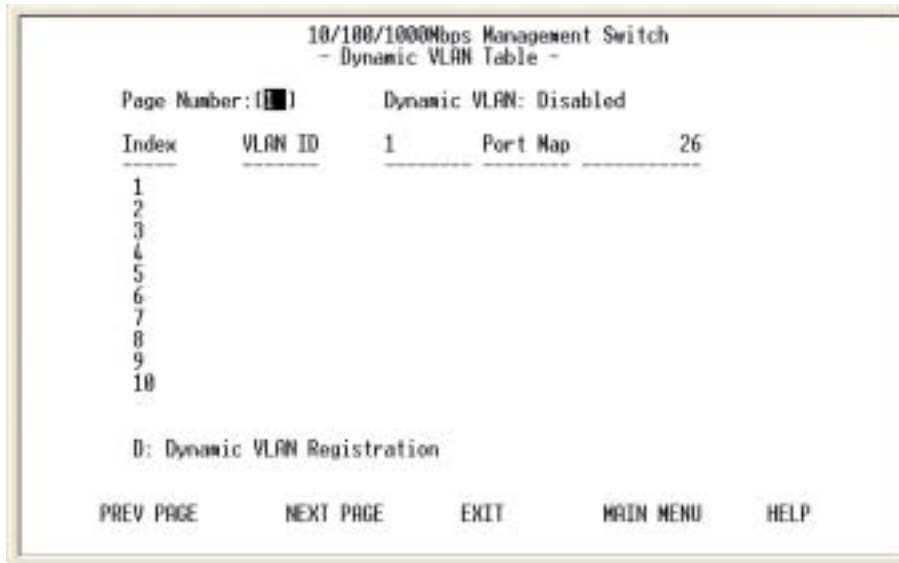 10/100/1000Mbps Management Switch
- Dynamic VLAN Table -
Page Number:[1 ] Dynamic VLAN: Disabled
Index VLAN ID 1 Port Map 26
----- ------- -------- -------- -----------
1
2
3
4
5
6
7
8
9
10
D: Dynamic VLAN Registration
PREV PAGE NEXT PAGE EXIT MAIN MENU HELP